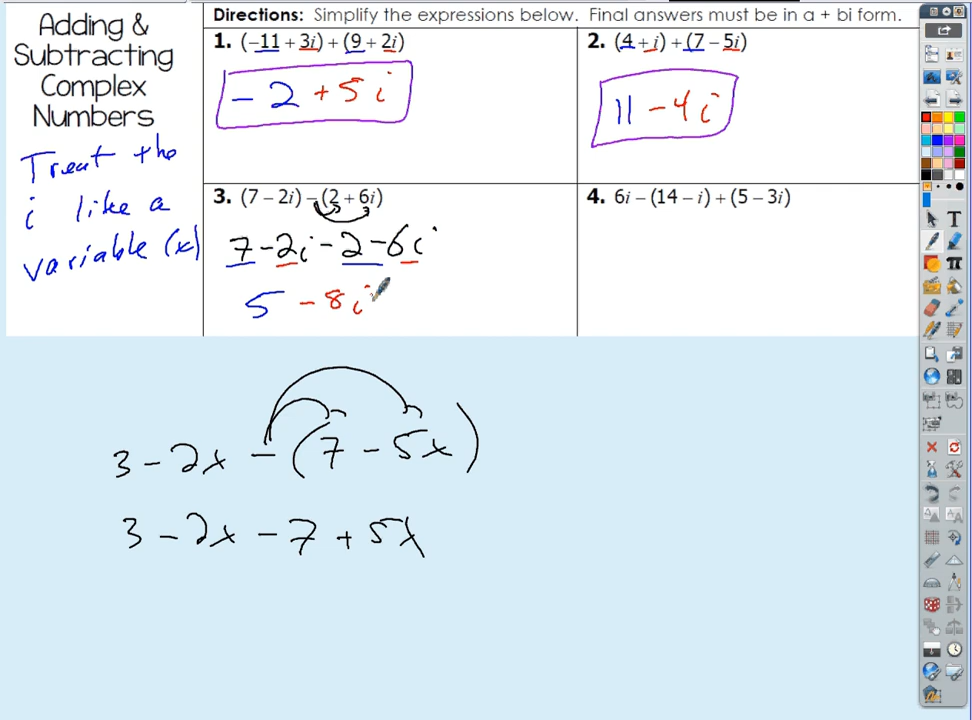 Adding &
Subtracting
Complex
Numbers
Treat the
i like a
variable (x)
Directions: Simplify the expressions below. Final answers must be in a + bi form.
1. (−11 + 3i) + (9 + 2i)
− 2 + 5i
2. (4 + i) + (7 − 5i)
11 − 4i
3. (7 − 2i) − (2 + 6i)
7 − 2i − 2 − 6i
5 − 8i
4. 6i − (14 − i) + (5 − 3i)
3 − 2x − (7 − 5x)
3 − 2x − 7 + 5x